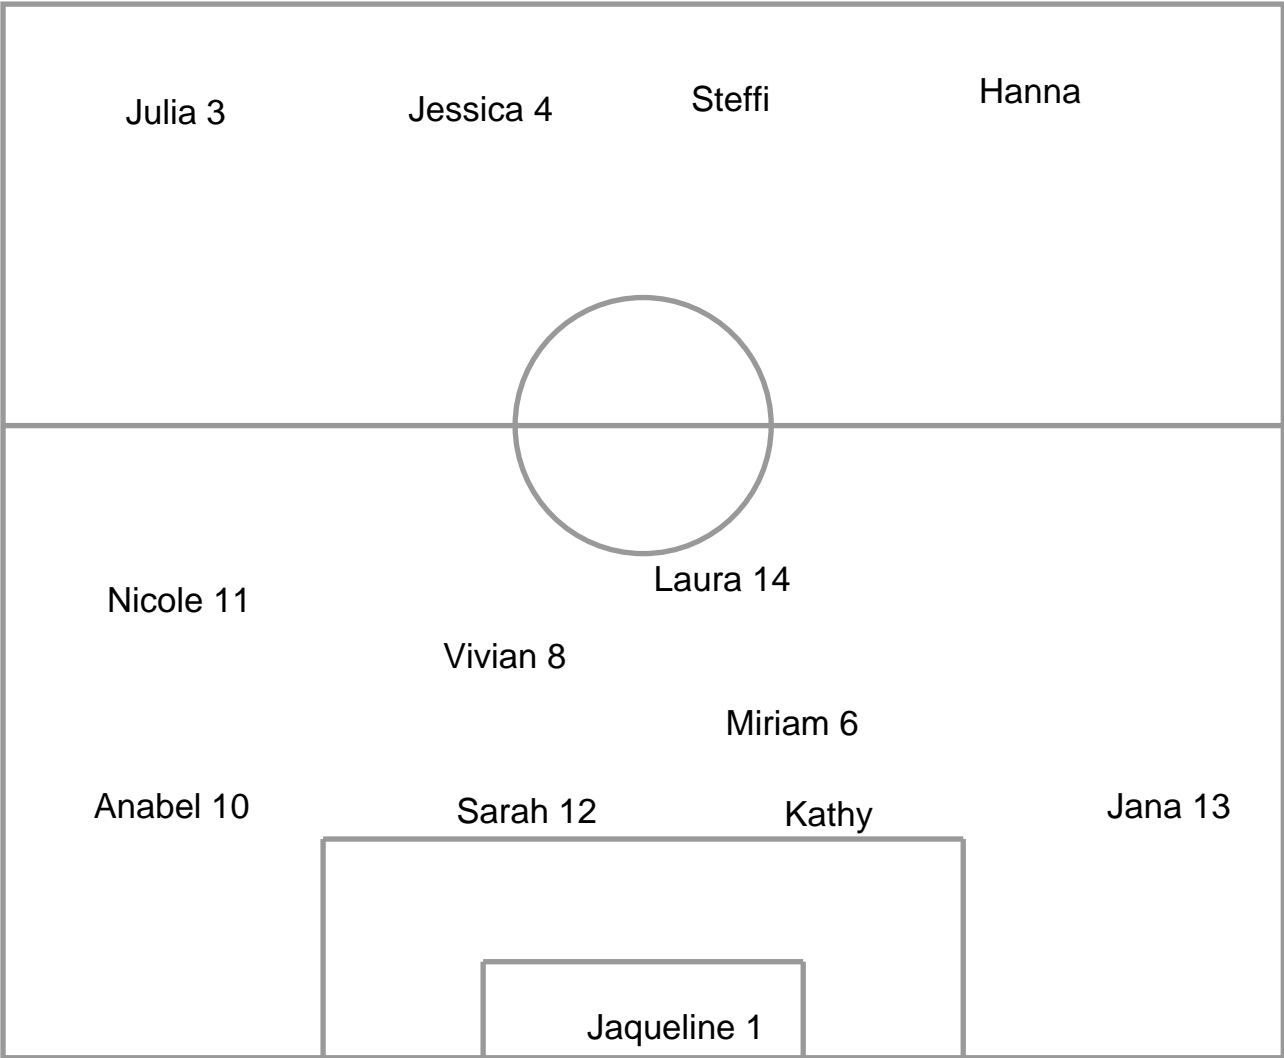 Julia 3
Jessica 4
Steffi
Hanna
Nicole 11
Laura 14
Vivian 8
Miriam 6
Anabel 10
Sarah 12
Kathy
Jana 13
Jaqueline 1